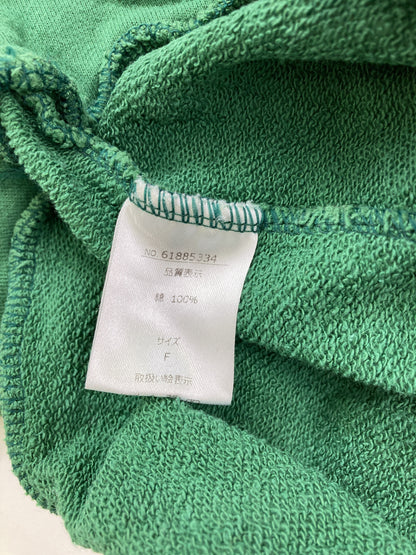 NO. 61885334
品質表示
綿 100%
サイズ
F
取扱い絵表示